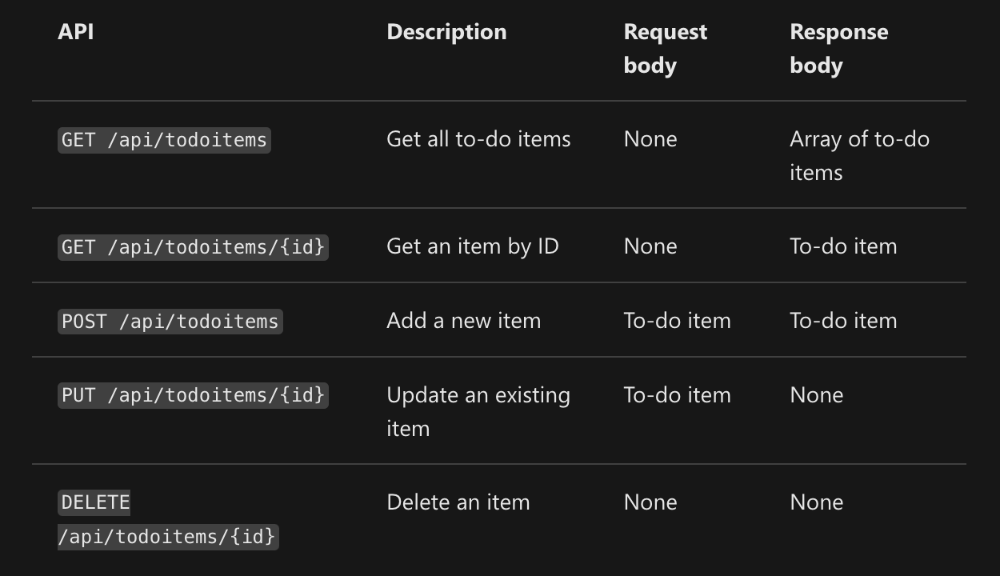 API Description Request body Response body
GET /api/todoitems Get all to-do items None Array of to-do items
GET /api/todoitems/{id} Get an item by ID None To-do item
POST /api/todoitems Add a new item To-do item To-do item
PUT /api/todoitems/{id} Update an existing item To-do item None
DELETE /api/todoitems/{id} Delete an item None None